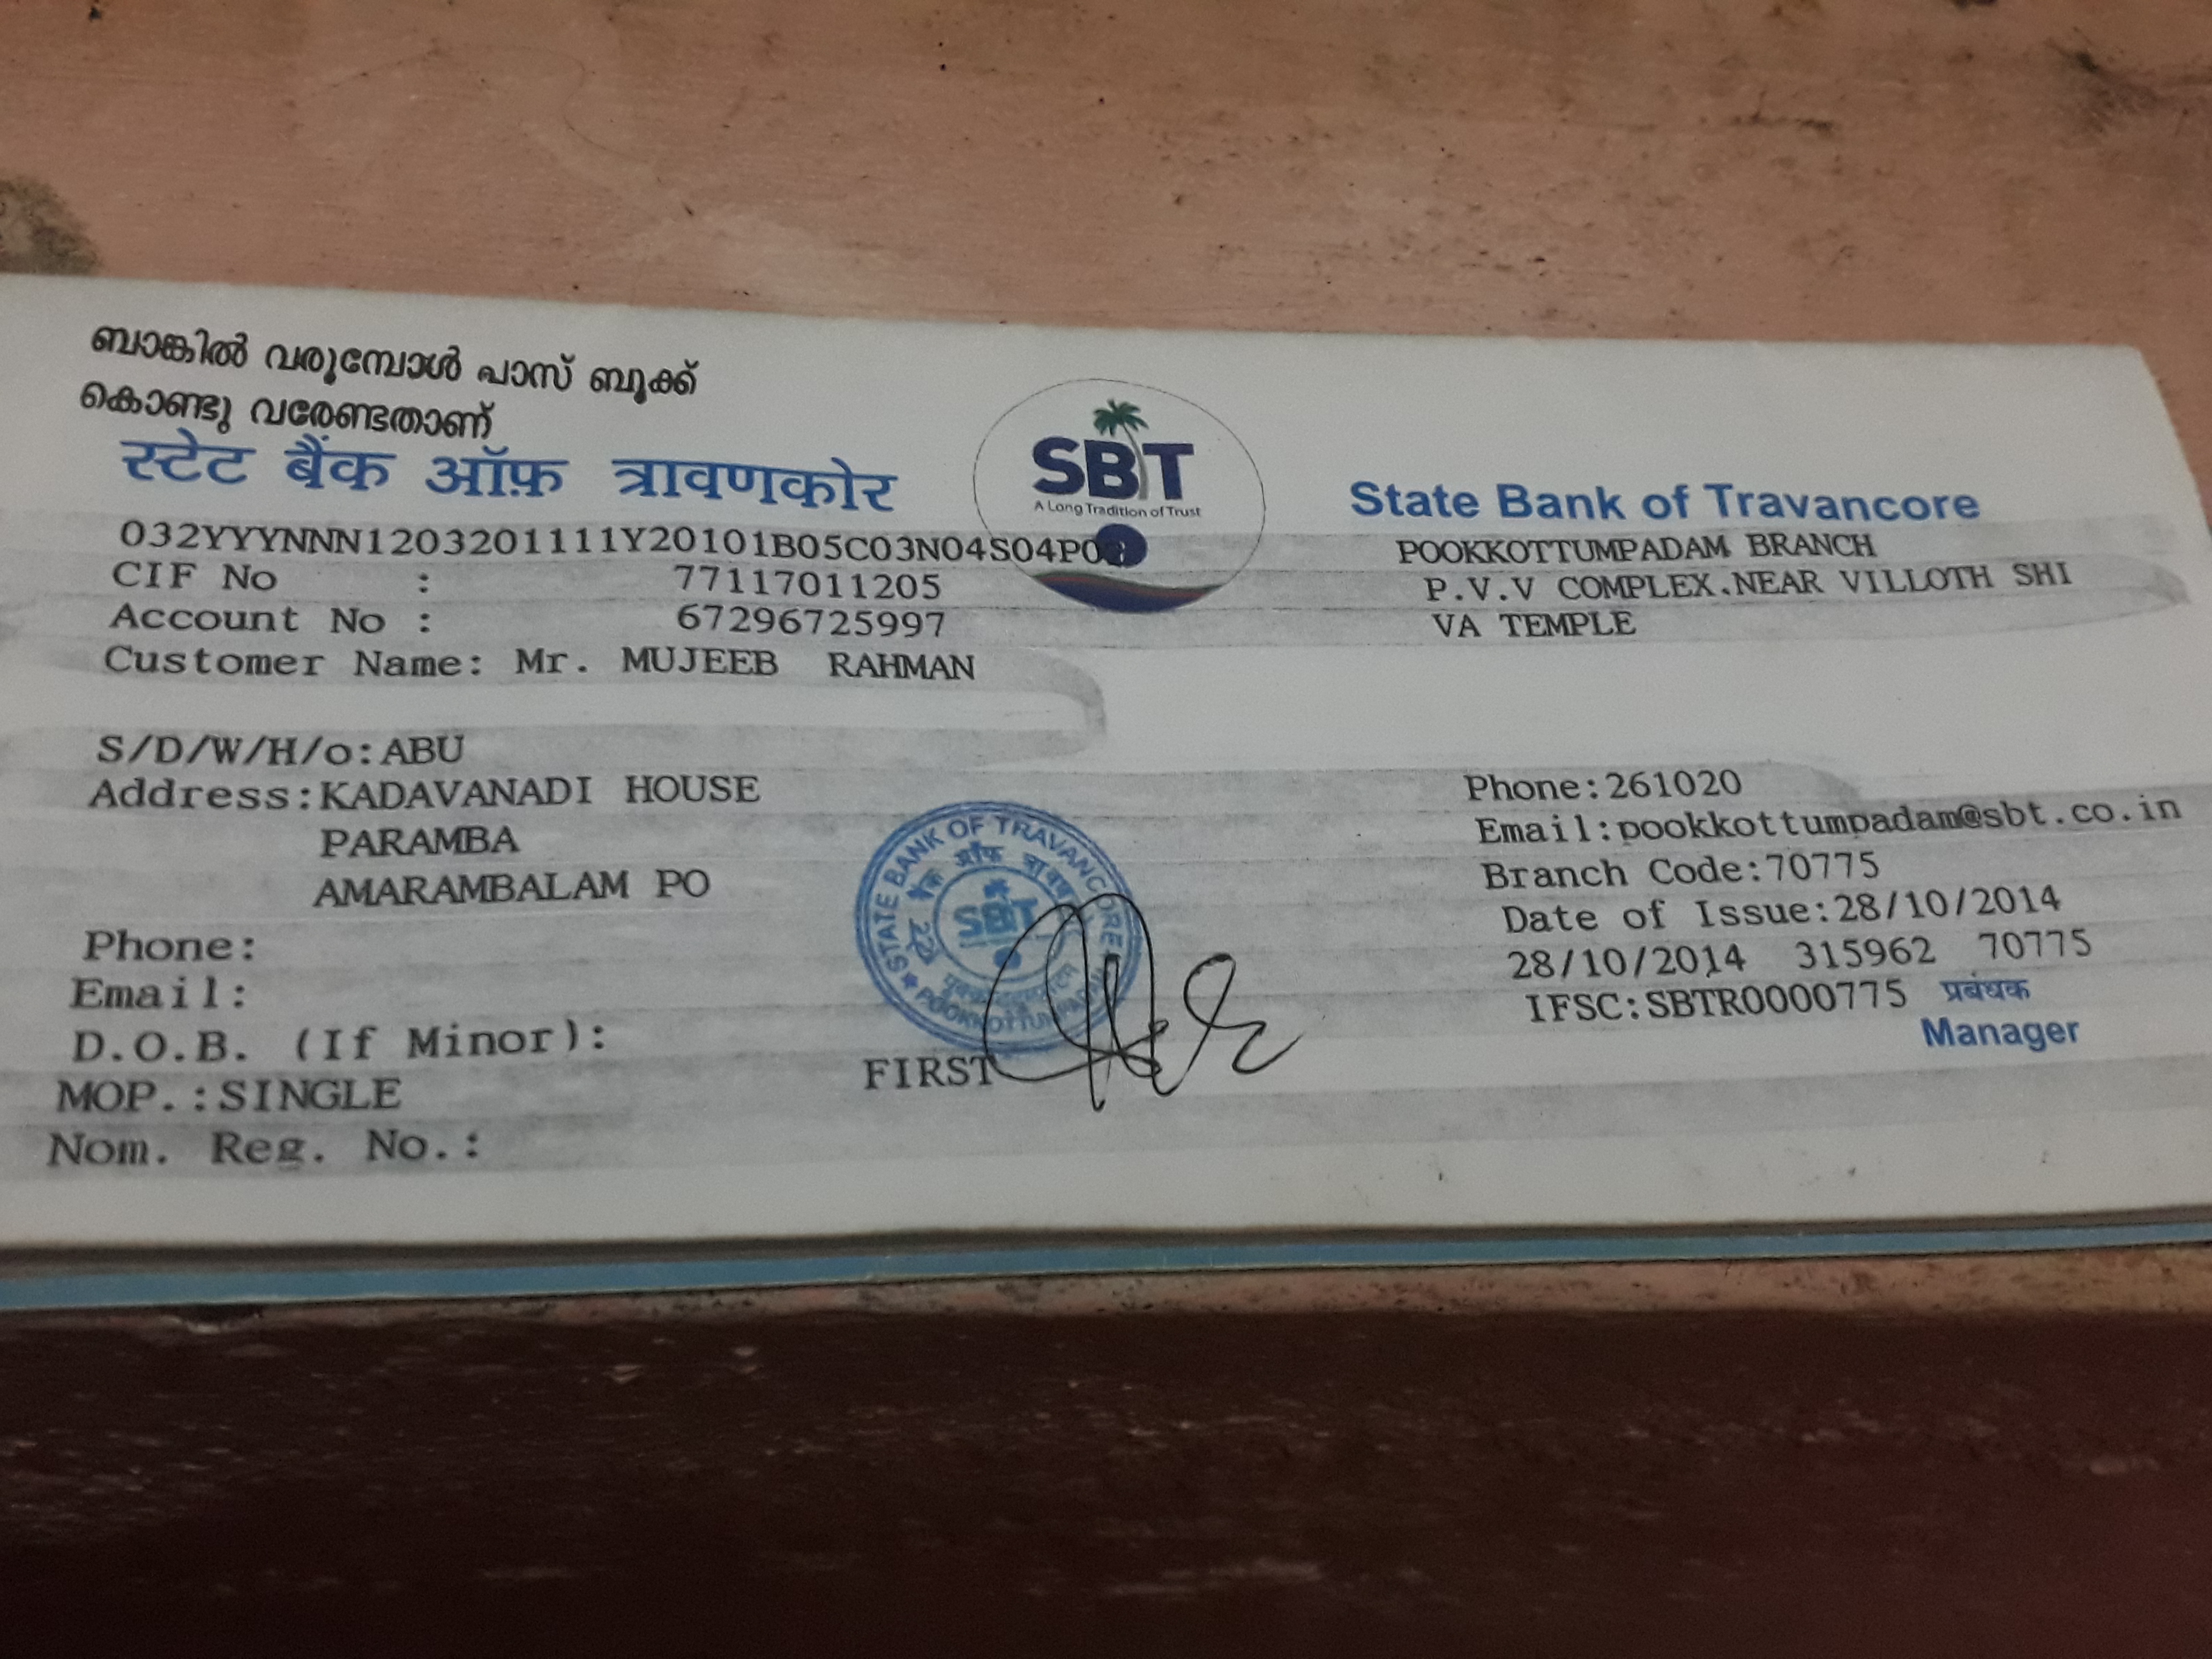 ബാങ്കിൽ വരുമ്പോൾ പാസ് ബുക്ക്
കൊണ്ടു വരേണ്ടതാണ്
स्टेट बैंक ऑफ़ त्रावणकोर
SBT
A Long Tradition of Trust
State Bank of Travancore
032YYYNNN1203201111Y20101B05C03N04S04P0
CIF No : 77117011205
Account No : 67296725997
Customer Name: Mr. MUJEEB RAHMAN
POOKKOTTUMPADAM BRANCH
P.V.V COMPLEX.NEAR VILLOTH SHI
VA TEMPLE
S/D/W/H/o:ABU
Address:KADAVANADI HOUSE
PARAMBA
AMARAMBALAM PO
Phone:
Email:
D.O.B. (If Minor):
MOP.:SINGLE
Nom. Reg. No.:
STATE BANK OF TRAVANCORE
SBT
POOKKOTTUMPADAM
FIRST
Phone:261020
Email:pookkottumpadam@sbt.co.in
Branch Code:70775
Date of Issue:28/10/2014
28/10/2014 315962 70775
IFSC:SBTR0000775 प्रबंधक
Manager